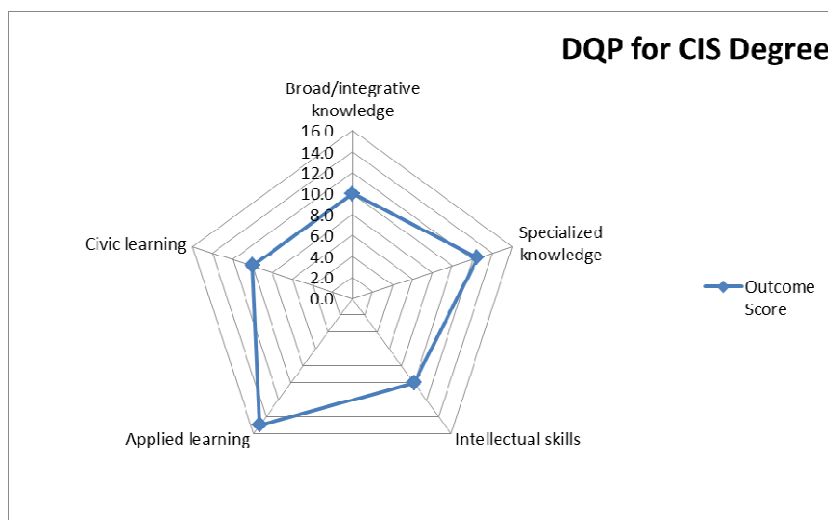 DQP for CIS Degree
Broad/integrative
knowledge
16.0
14.0
12.0
10.0
8.0
6.0
4.0
2.0
0.0
Specialized
knowledge
Civic learning
Outcome
Score
Applied learning
Intellectual skills